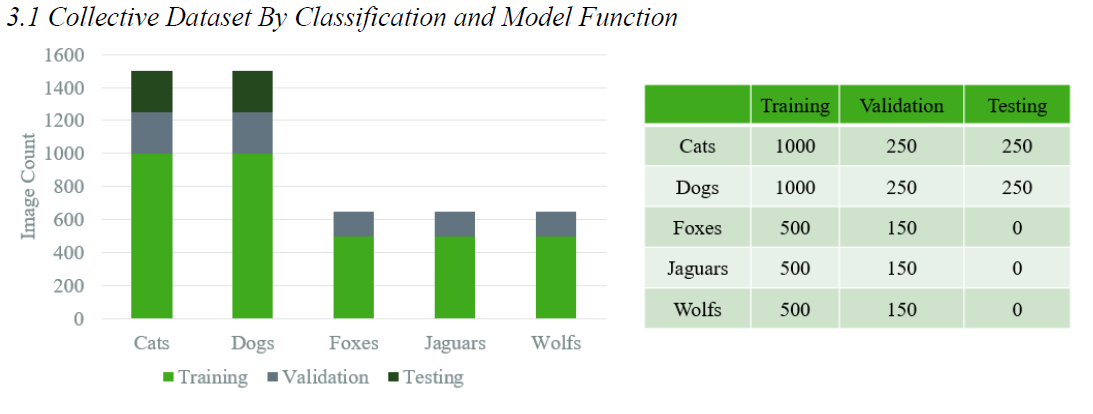 3.1 Collective Dataset By Classification and Model Function
1600
1400
1200
1000
800
600
400
200
0
Image Count
Cats Dogs Foxes Jaguars Wolfs
Training Validation Testing
Training Validation Testing
Cats 1000 250 250
Dogs 1000 250 250
Foxes 500 150 0
Jaguars 500 150 0
Wolfs 500 150 0